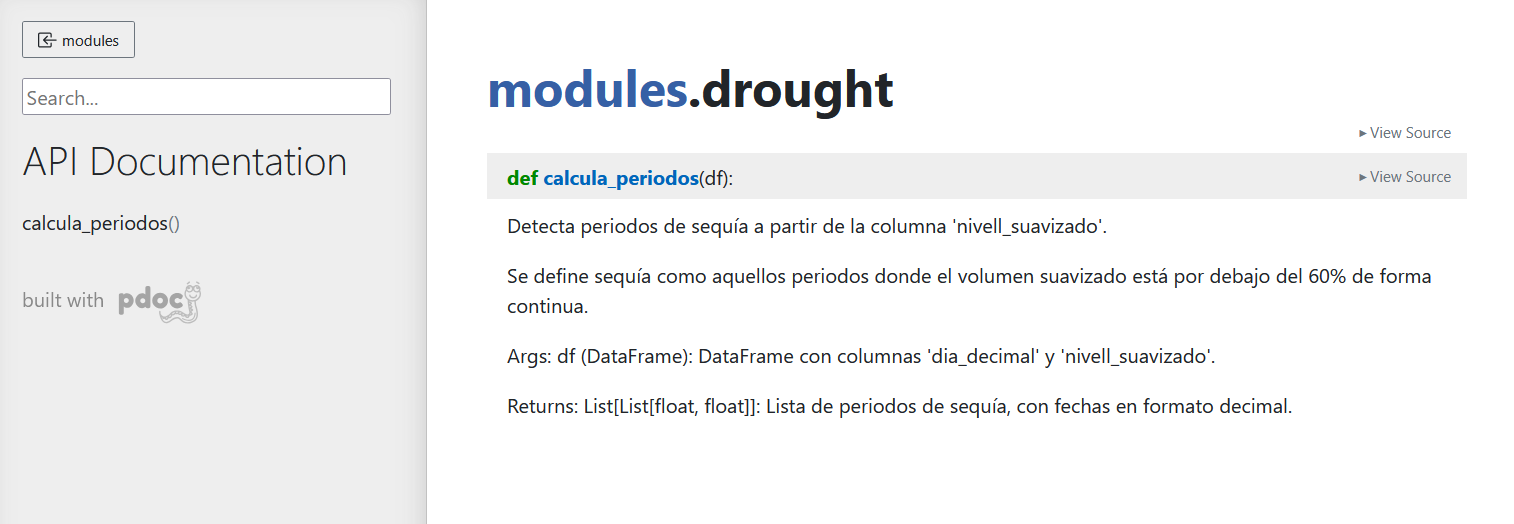 modules
Search...
API Documentation
calcula_periodos()
built with pdoc
modules.drought
View Source
def calcula_periodos(df):
View Source
Detecta periodos de sequía a partir de la columna 'nivell_suavizado'.
Se define sequía como aquellos periodos donde el volumen suavizado está por debajo del 60% de forma
continua.
Args: df (DataFrame): DataFrame con columnas 'dia_decimal' y 'nivell_suavizado'.
Returns: List[List[float, float]]: Lista de periodos de sequía, con fechas en formato decimal.